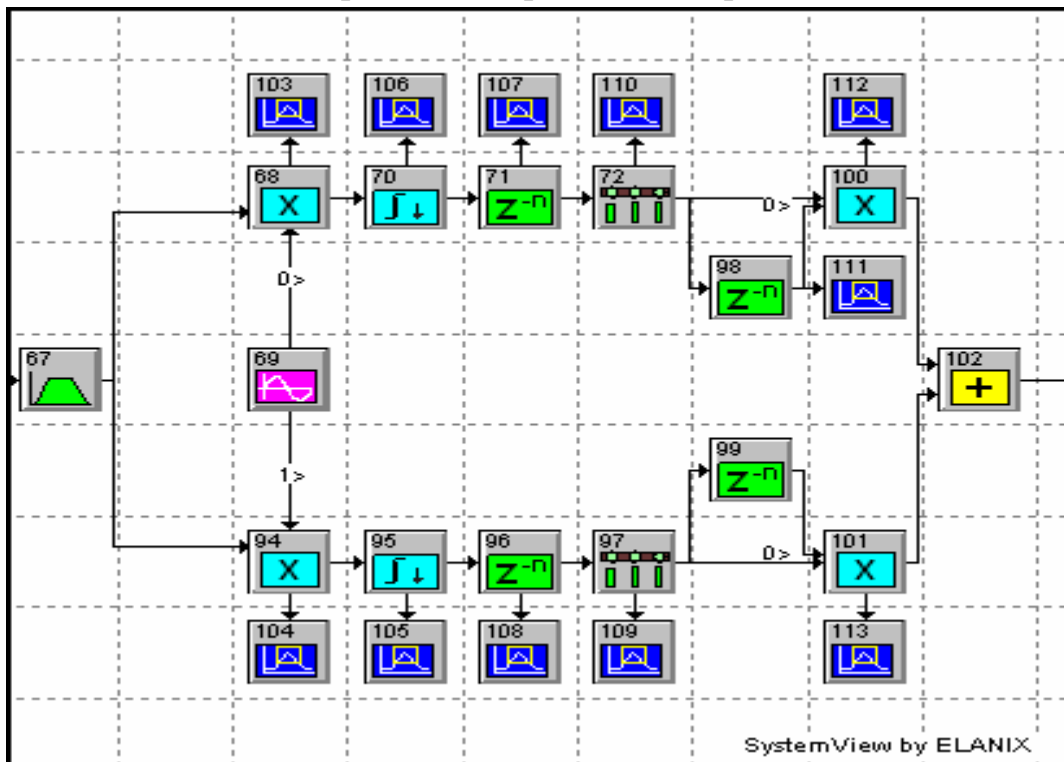 103 106 107 110 112
68 70 71 72 100
X ∫↓ z⁻ⁿ 0> X
98 111
0> z⁻ⁿ
67 69 102
+
99
1> z⁻ⁿ
94 95 96 97 101
X ∫↓ z⁻ⁿ 0> X
104 105 108 109 113
SystemView by ELANIX